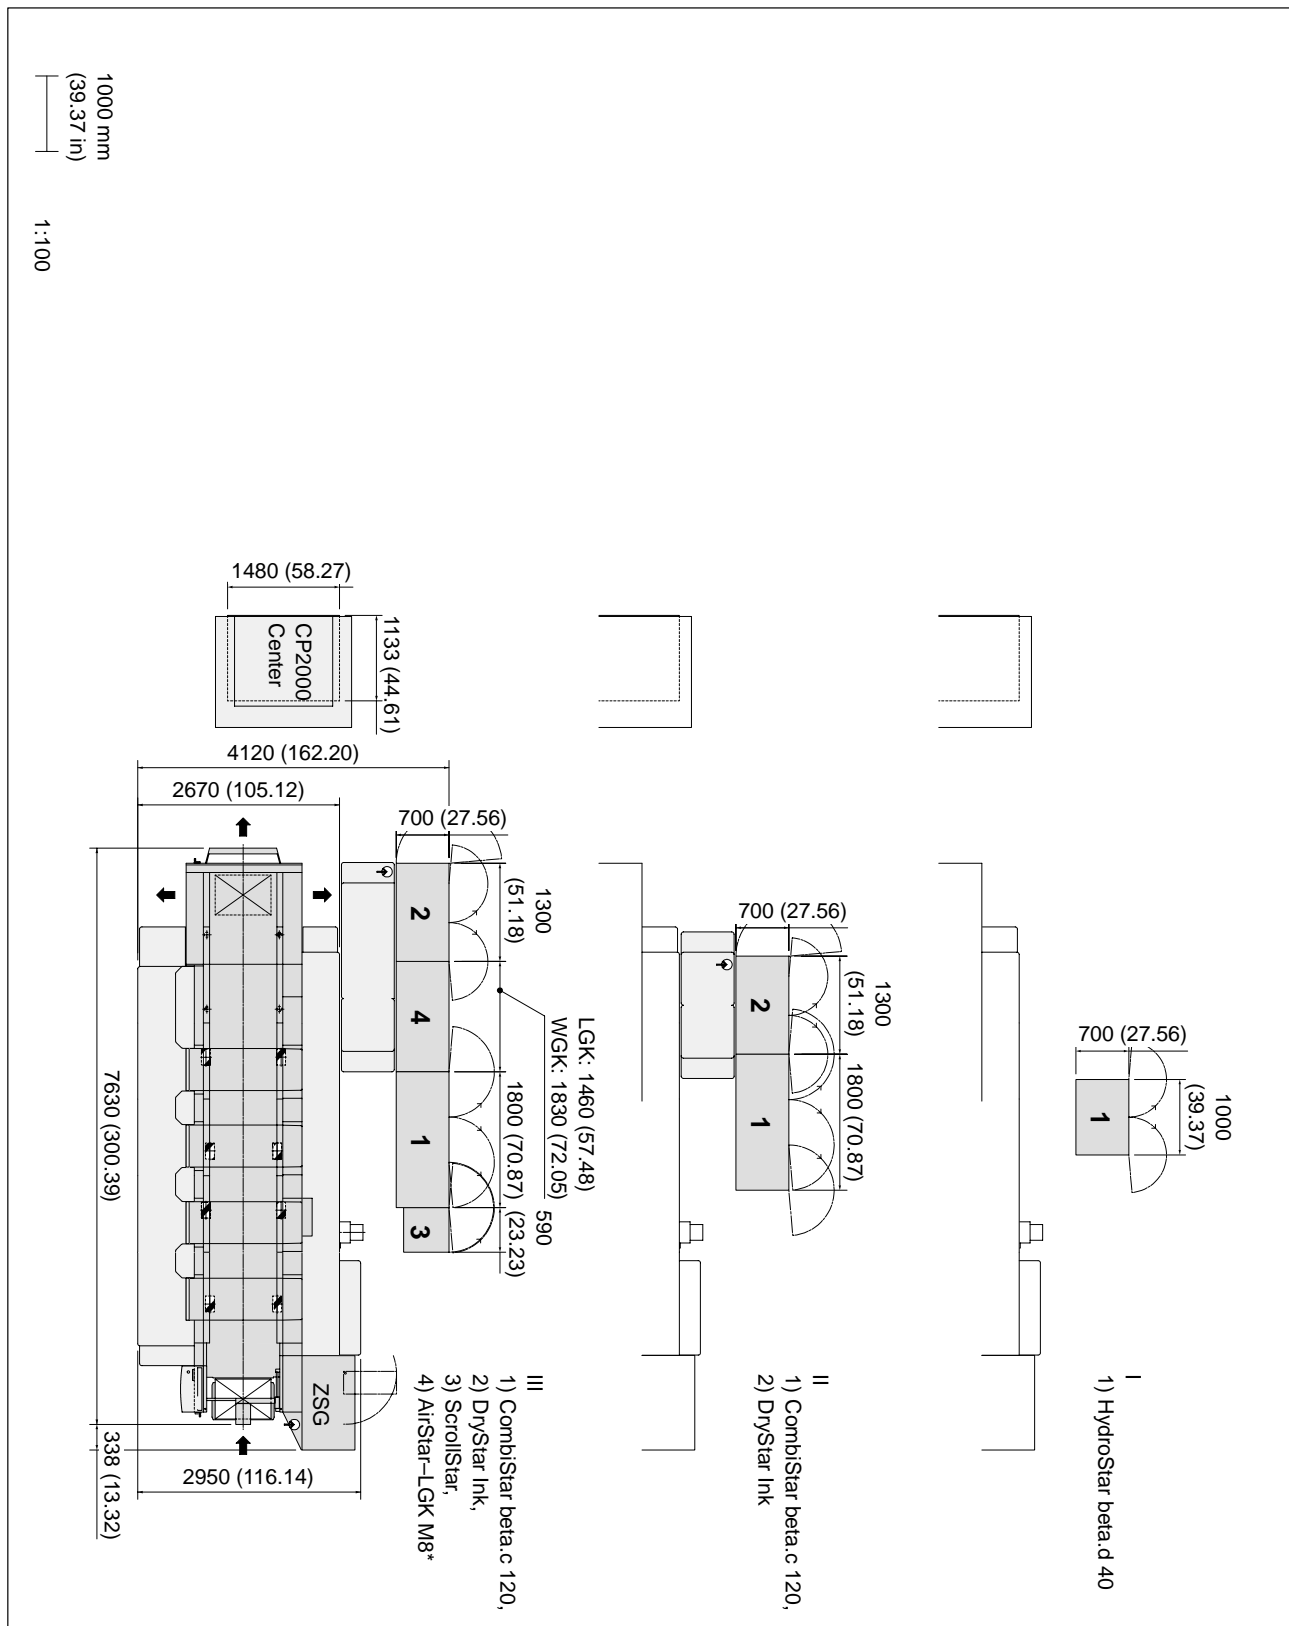 1000 mm
(39.37 in)
1:100
1480 (58.27)
CP2000
Center
1133 (44.61)
4120 (162.20)
2670 (105.12)
7630 (300.39)
338 (13.32)
2950 (116.14)
ZSG
700 (27.56)
1300
(51.18)
2
4
1
3
LGK: 1460 (57.48)
WGK: 1830 (72.05)
1800 (70.87)
590
(23.23)
III
1) CombiStar beta.c 120,
2) DryStar Ink,
3) ScrollStar,
4) AirStar–LGK M8*
700 (27.56)
1300
(51.18)
2
1
1800 (70.87)
II
1) CombiStar beta.c 120,
2) DryStar Ink
700 (27.56)
1000
(39.37)
1
I
1) HydroStar beta.d 40